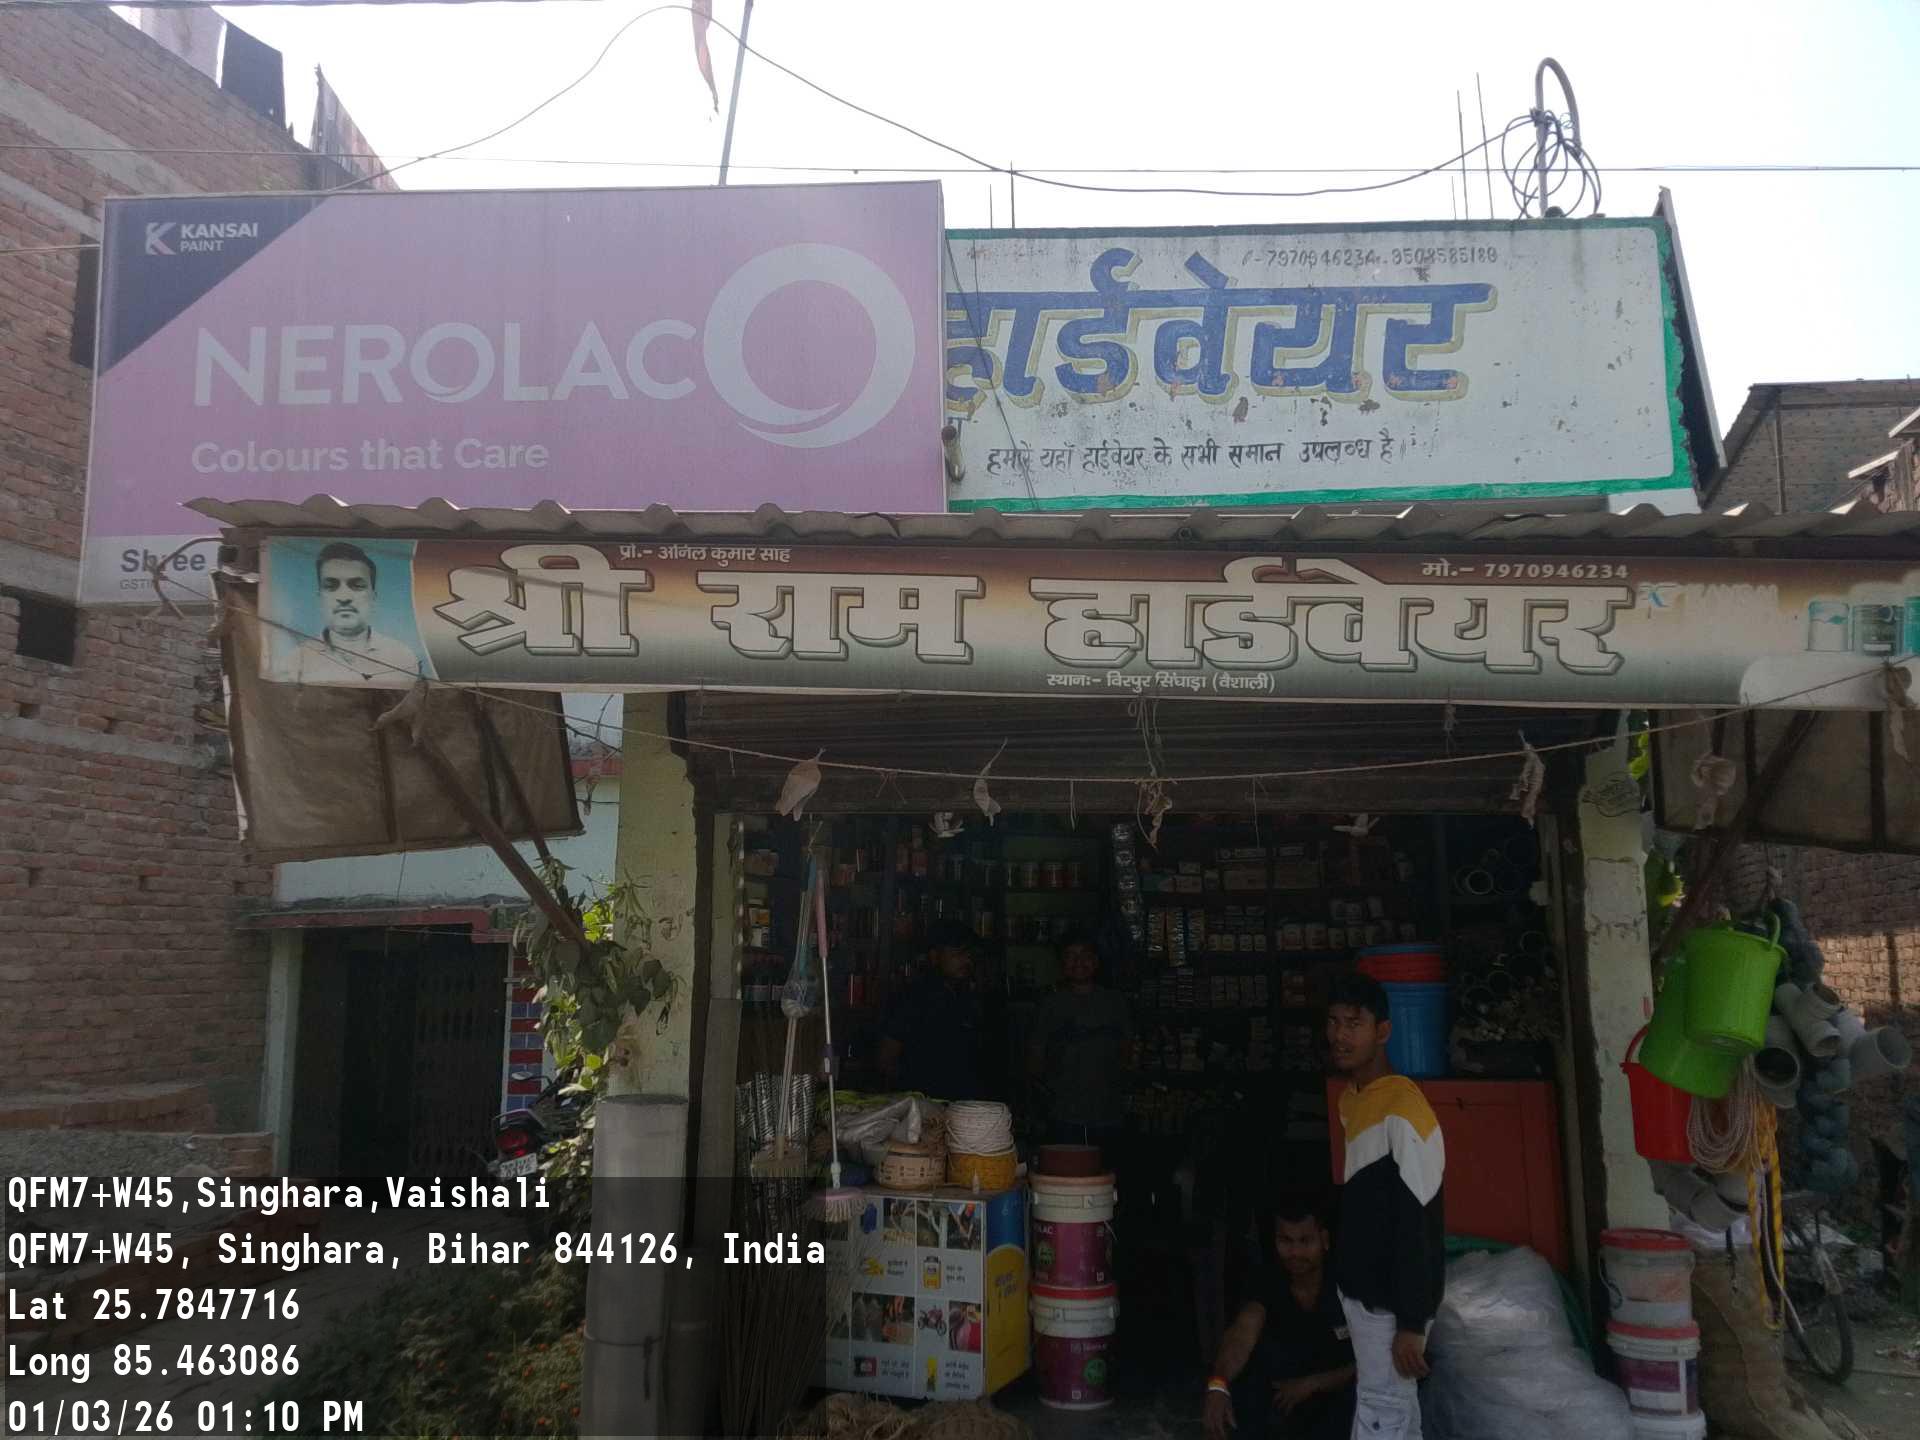 KANSAI
PAINT
NEROLAC
Colours that Care
Shree
GSTIN
हार्डवेयर
हमारे यहाँ हार्डवेयर के सभी समान उपलब्ध है
प्रो.- अनिल कुमार साह
मो.- 7970946234
श्री राम हार्डवेयर
स्थानः- विरपुर सिंघाड़ा (वैशाली)
QFM7+W45,Singhara,Vaishali
QFM7+W45, Singhara, Bihar 844126, India
Lat 25.7847716
Long 85.463086
01/03/26 01:10 PM